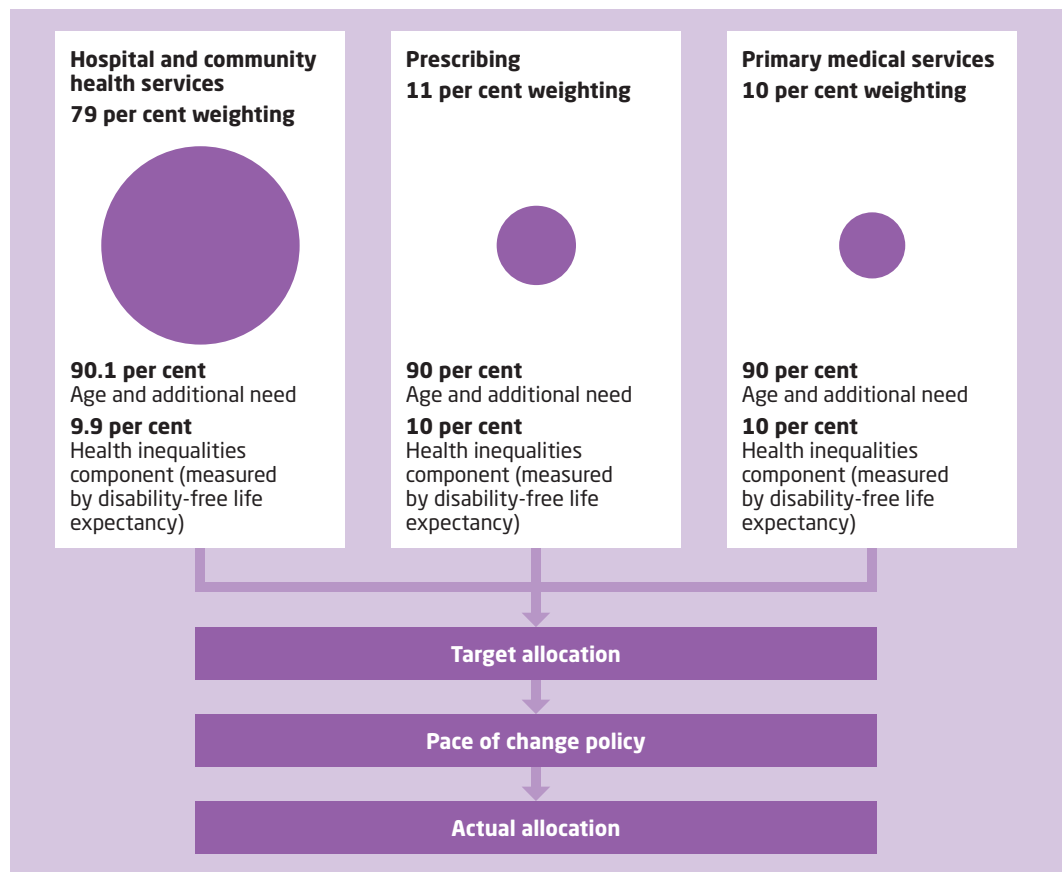 Hospital and community
health services
79 per cent weighting
90.1 per cent
Age and additional need
9.9 per cent
Health inequalities
component (measured
by disability-free life
expectancy)
Prescribing
11 per cent weighting
90 per cent
Age and additional need
10 per cent
Health inequalities
component (measured
by disability-free life
expectancy)
Primary medical services
10 per cent weighting
90 per cent
Age and additional need
10 per cent
Health inequalities
component (measured
by disability-free life
expectancy)
Target allocation
Pace of change policy
Actual allocation